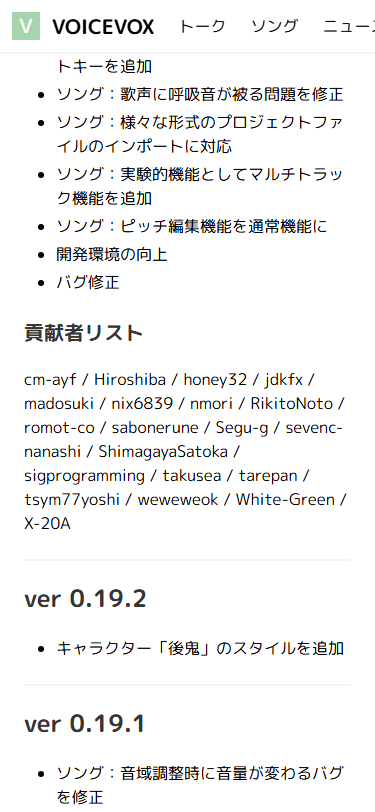 V VOICEVOX トーク ソング ニュース
トキーを追加
ソング：歌声に呼吸音が被る問題を修正
ソング：様々な形式のプロジェクトファ
イルのインポートに対応
ソング：実験的機能としてマルチトラッ
ク機能を追加
ソング：ピッチ編集機能を通常機能に
開発環境の向上
バグ修正
貢献者リスト
cm-ayf / Hiroshiba / honey32 / jdkfx /
madosuki / nix6839 / nmori / RikitoNoto /
romot-co / sabonerune / Segu-g / sevenc-
nanashi / ShimagayaSatoka /
sigprogramming / takusea / tarepan /
tsym77yoshi / weweweok / White-Green /
X-20A
ver 0.19.2
キャラクター「後鬼」のスタイルを追加
ver 0.19.1
ソング：音域調整時に音量が変わるバグ
を修正